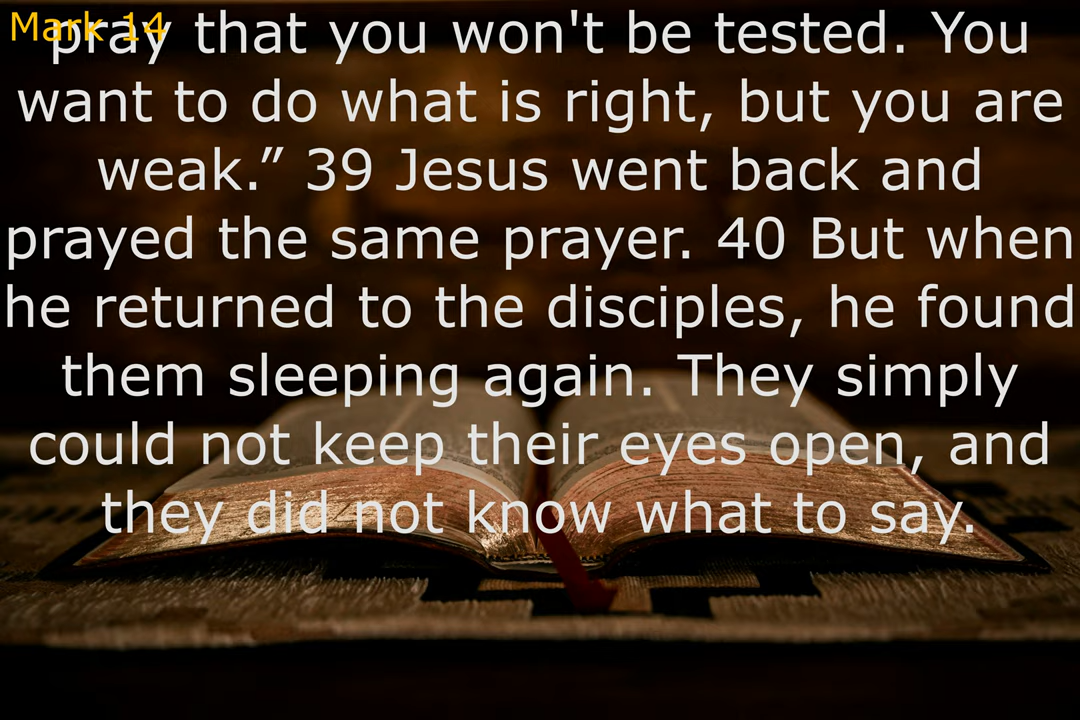 Mark 14
pray that you won't be tested. You
want to do what is right, but you are
weak.” 39 Jesus went back and
prayed the same prayer. 40 But when
he returned to the disciples, he found
them sleeping again. They simply
could not keep their eyes open, and
they did not know what to say.